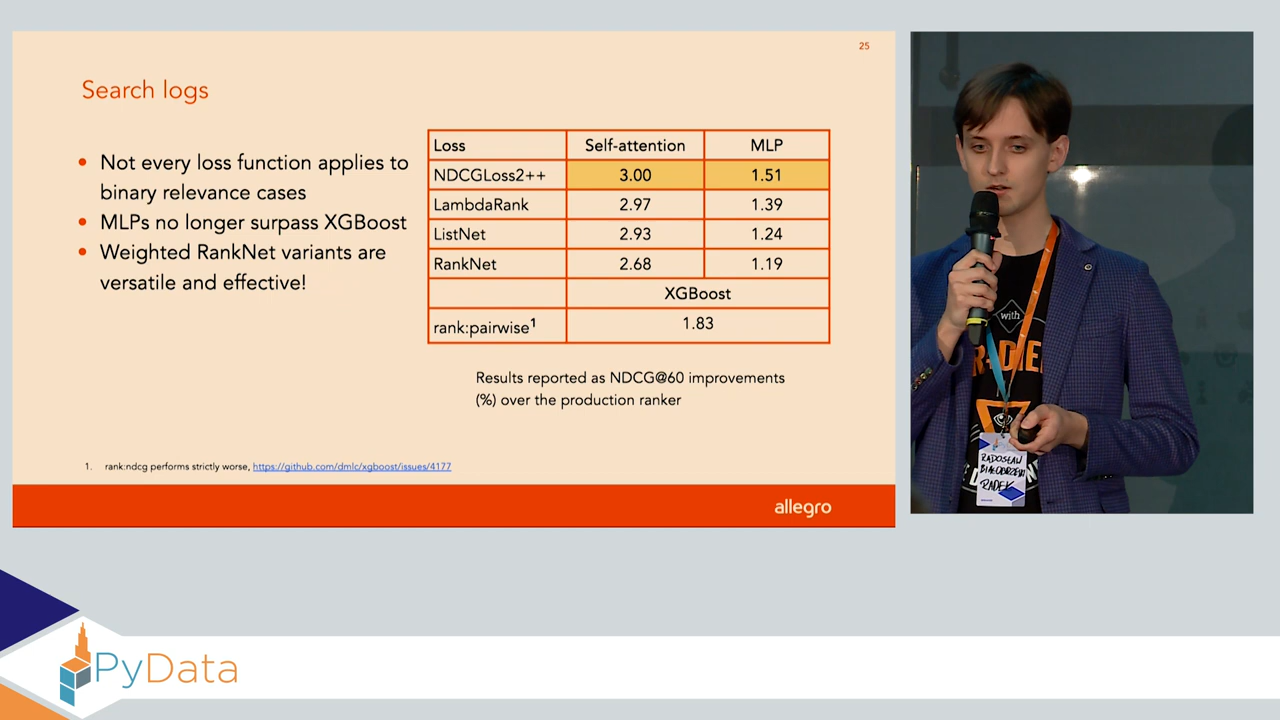 25
Search logs
• Not every loss function applies to
binary relevance cases
• MLPs no longer surpass XGBoost
• Weighted RankNet variants are
versatile and effective!
Loss Self-attention MLP
NDCGLoss2++ 3.00 1.51
LambdaRank 2.97 1.39
ListNet 2.93 1.24
RankNet 2.68 1.19
XGBoost
rank:pairwise¹ 1.83
Results reported as NDCG@60 improvements
(%) over the production ranker
1. rank:ndcg performs strictly worse, https://github.com/dmlc/xgboost/issues/4177
allegro
with
RADOSŁAW
BIAŁOBRZESKI
RADEK
PyData